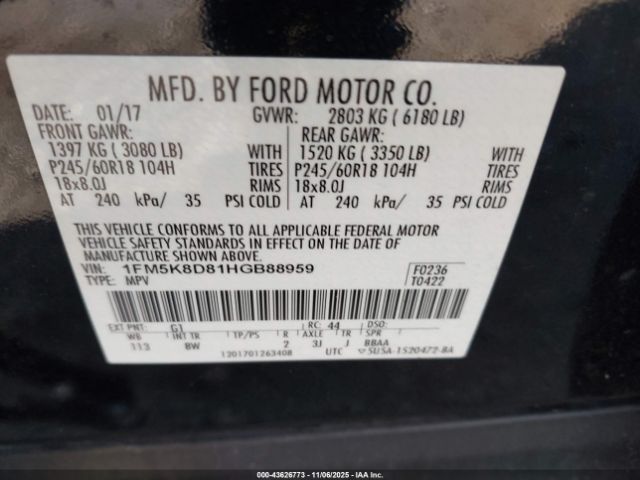 MFD. BY FORD MOTOR CO.
DATE: 01/17 GVWR: 2803 KG ( 6180 LB)
FRONT GAWR: REAR GAWR:
1397 KG ( 3080 LB) WITH 1520 KG ( 3350 LB) WITH
P245/60R18 104H TIRES P245/60R18 104H TIRES
18x8.0J RIMS 18x8.0J RIMS
AT 240 kPa/ 35 PSI COLD AT 240 kPa/ 35 PSI COLD
THIS VEHICLE CONFORMS TO ALL APPLICABLE FEDERAL MOTOR
VEHICLE SAFETY STANDARDS IN EFFECT ON THE DATE OF
MANUFACTURE SHOWN ABOVE.
VIN: 1FM5K8D81HGB88959 F0236
TYPE: MPV T0422
EXT PNT: G1 RC: 44 DSO:
WB INT TR TP/PS R AXLE TR SPR
113 8W 2 3J J BBAA
1201701263408 UTC 5U5A-1520472-BA
000-43626773 - 11/06/2025 - IAAInc.